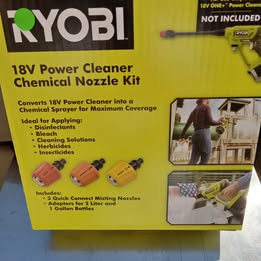 RYOBI
18V ONE+™ Power Cleaner
NOT INCLUDED
18V Power Cleaner
Chemical Nozzle Kit
Converts 18V Power Cleaner into a
Chemical Sprayer for Maximum Coverage
Ideal for Applying:
• Disinfectants
• Bleach
• Cleaning Solutions
• Herbicides
• Insecticides
Includes:
• 3 Quick Connect Misting Nozzles
• Adapters for 2 Liter and
1 Gallon Bottles